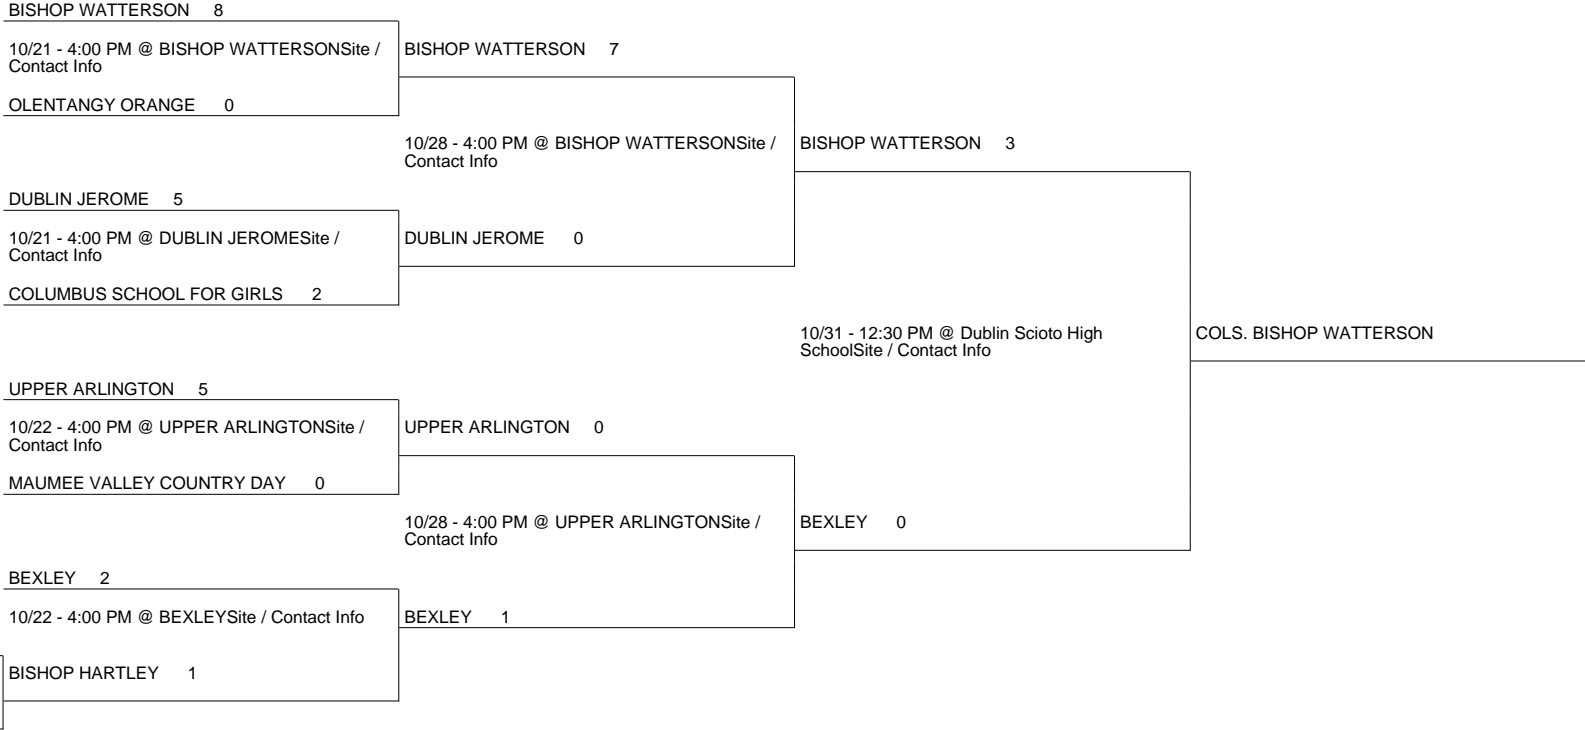 BISHOP WATTERSON 8
10/21 - 4:00 PM @ BISHOP WATTERSONSite /
Contact Info
OLENTANGY ORANGE 0
DUBLIN JEROME 5
10/21 - 4:00 PM @ DUBLIN JEROMESite /
Contact Info
COLUMBUS SCHOOL FOR GIRLS 2
UPPER ARLINGTON 5
10/22 - 4:00 PM @ UPPER ARLINGTONSite /
Contact Info
MAUMEE VALLEY COUNTRY DAY 0
BEXLEY 2
10/22 - 4:00 PM @ BEXLEYSite / Contact Info
BISHOP HARTLEY 1
BISHOP WATTERSON 7
10/28 - 4:00 PM @ BISHOP WATTERSONSite /
Contact Info
DUBLIN JEROME 0
UPPER ARLINGTON 0
10/28 - 4:00 PM @ UPPER ARLINGTONSite /
Contact Info
BEXLEY 1
BISHOP WATTERSON 3
10/31 - 12:30 PM @ Dublin Scioto High
SchoolSite / Contact Info
BEXLEY 0
COLS. BISHOP WATTERSON